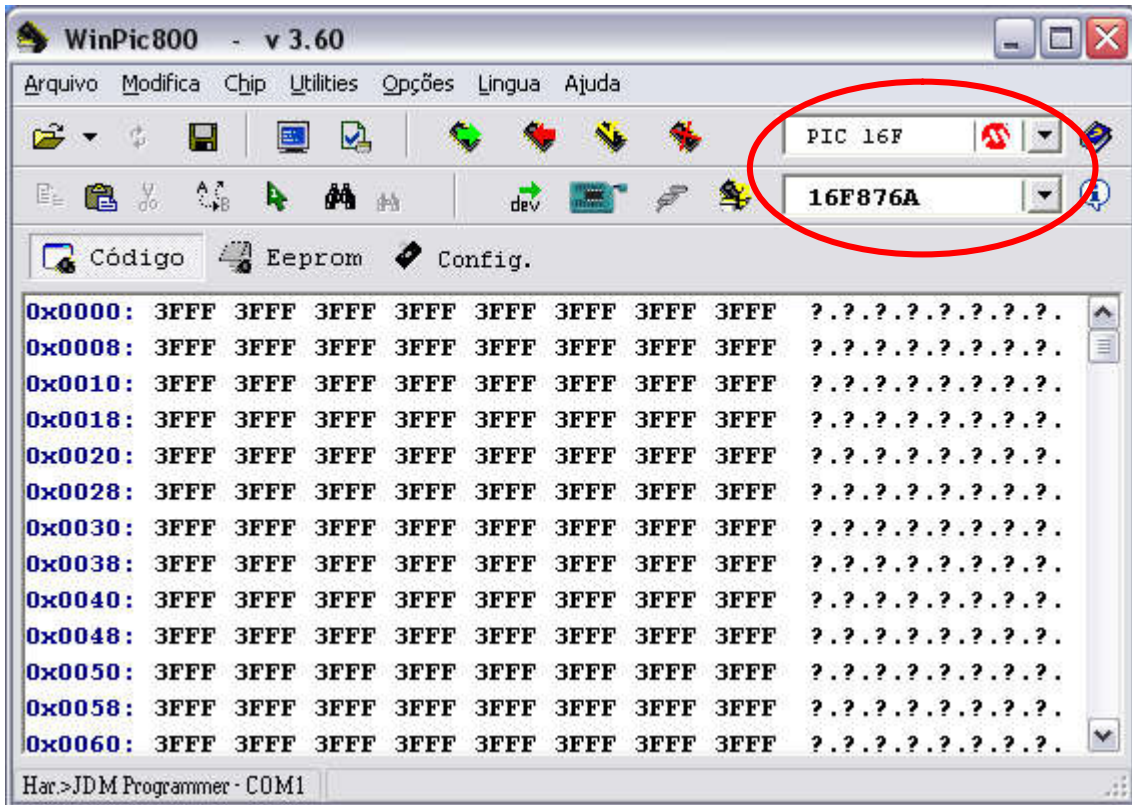 WinPic800 - v 3.60
Arquivo Modifica Chip Utilities Opções Lingua Ajuda
PIC 16F
dev 16F876A
Código Eeprom Config.
0x0000: 3FFF 3FFF 3FFF 3FFF 3FFF 3FFF 3FFF 3FFF ?.?.?.?.?.?.?.?.
0x0008: 3FFF 3FFF 3FFF 3FFF 3FFF 3FFF 3FFF 3FFF ?.?.?.?.?.?.?.?.
0x0010: 3FFF 3FFF 3FFF 3FFF 3FFF 3FFF 3FFF 3FFF ?.?.?.?.?.?.?.?.
0x0018: 3FFF 3FFF 3FFF 3FFF 3FFF 3FFF 3FFF 3FFF ?.?.?.?.?.?.?.?.
0x0020: 3FFF 3FFF 3FFF 3FFF 3FFF 3FFF 3FFF 3FFF ?.?.?.?.?.?.?.?.
0x0028: 3FFF 3FFF 3FFF 3FFF 3FFF 3FFF 3FFF 3FFF ?.?.?.?.?.?.?.?.
0x0030: 3FFF 3FFF 3FFF 3FFF 3FFF 3FFF 3FFF 3FFF ?.?.?.?.?.?.?.?.
0x0038: 3FFF 3FFF 3FFF 3FFF 3FFF 3FFF 3FFF 3FFF ?.?.?.?.?.?.?.?.
0x0040: 3FFF 3FFF 3FFF 3FFF 3FFF 3FFF 3FFF 3FFF ?.?.?.?.?.?.?.?.
0x0048: 3FFF 3FFF 3FFF 3FFF 3FFF 3FFF 3FFF 3FFF ?.?.?.?.?.?.?.?.
0x0050: 3FFF 3FFF 3FFF 3FFF 3FFF 3FFF 3FFF 3FFF ?.?.?.?.?.?.?.?.
0x0058: 3FFF 3FFF 3FFF 3FFF 3FFF 3FFF 3FFF 3FFF ?.?.?.?.?.?.?.?.
0x0060: 3FFF 3FFF 3FFF 3FFF 3FFF 3FFF 3FFF 3FFF ?.?.?.?.?.?.?.?.
Har.>JDM Programmer - COM1